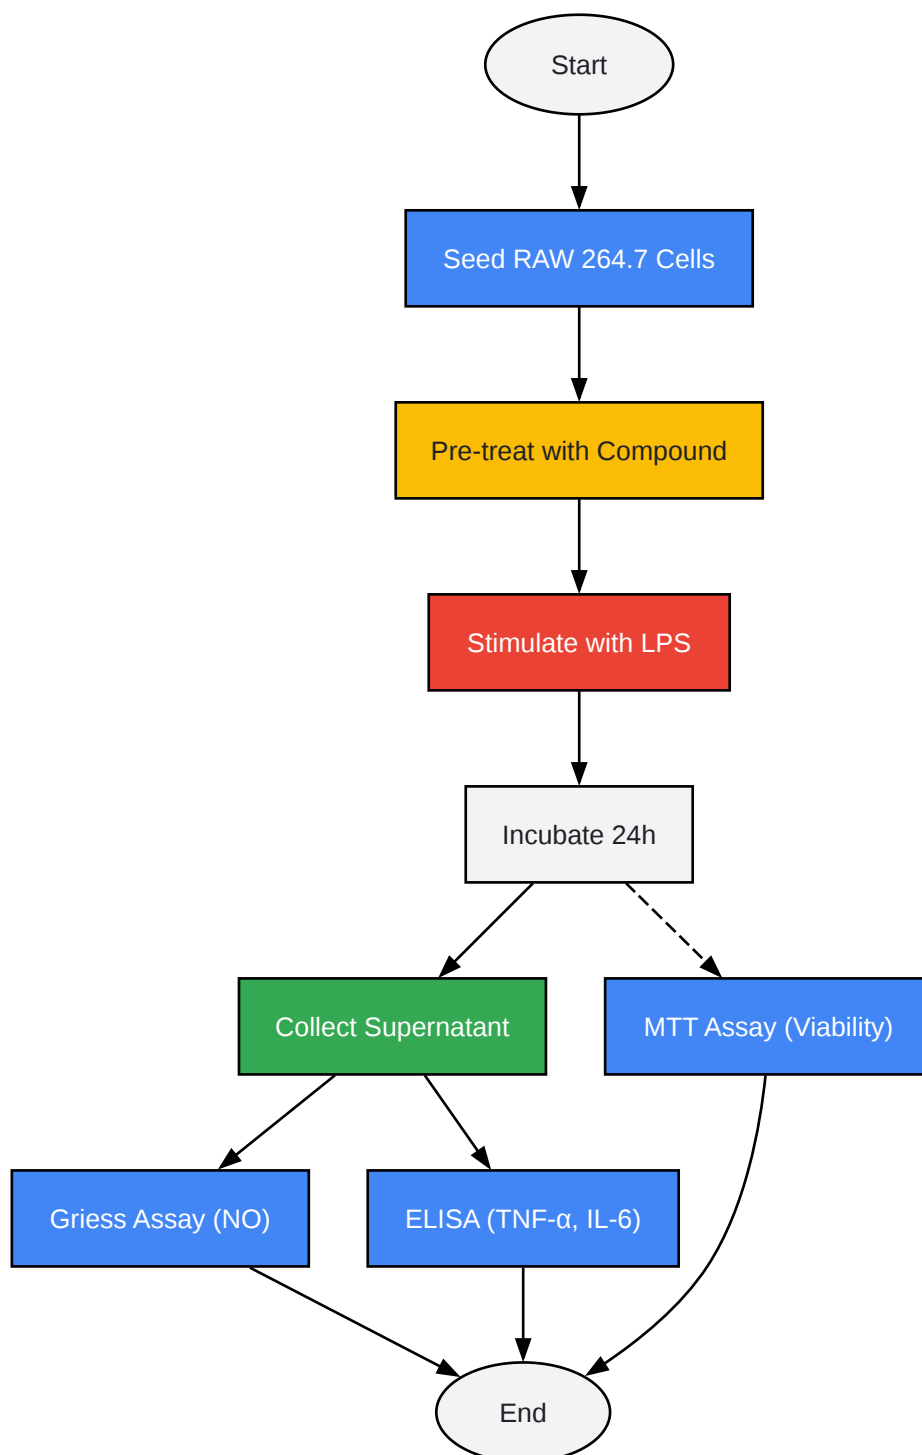 Start
Seed RAW 264.7 Cells
Pre-treat with Compound
Stimulate with LPS
Incubate 24h
Collect Supernatant
MTT Assay (Viability)
Griess Assay (NO)
ELISA (TNF-α, IL-6)
End